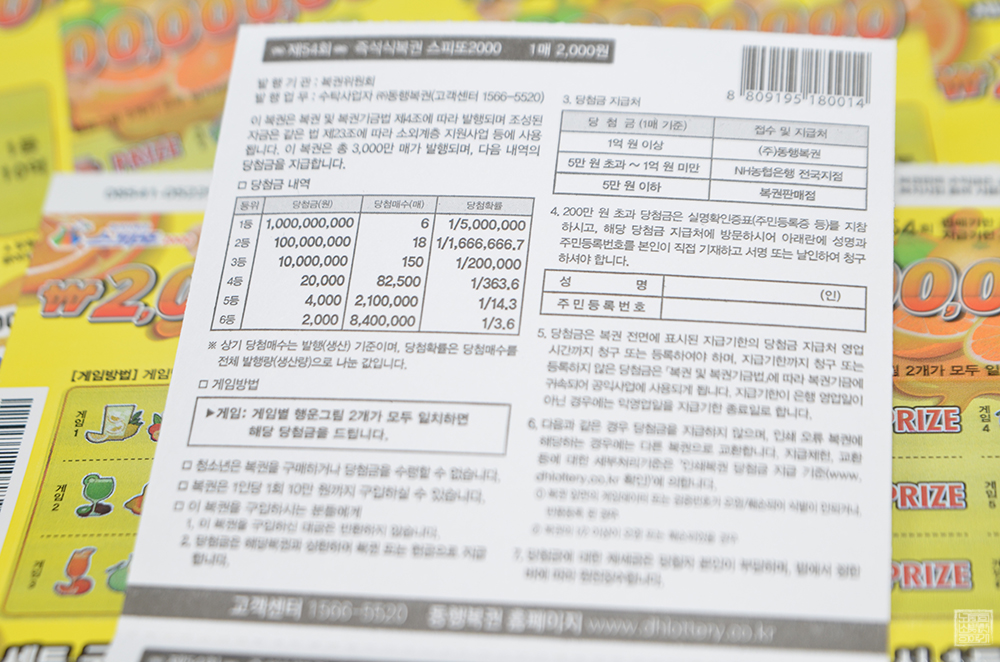 제54회 즉석식복권 스피또2000 1매 2,000원
발 행 기 관 : 복권위원회
발 행 업 무 : 수탁사업자 ㈜동행복권(고객센터 1566-5520)
이 복권은 복권 및 복권기금법 제4조에 따라 발행되며 조성된
자금은 같은 법 제23조에 따라 소외계층 지원사업 등에 사용
됩니다. 이 복권은 총 3,000만 매가 발행되며, 다음 내역의
당첨금을 지급합니다.
□ 당첨금 내역
등위 당첨금(원) 당첨매수(매) 당첨확률
1등 1,000,000,000 6 1/5,000,000
2등 100,000,000 18 1/1,666,666.7
3등 10,000,000 150 1/200,000
4등 20,000 82,500 1/363.6
5등 4,000 2,100,000 1/14.3
6등 2,000 8,400,000 1/3.6
※ 상기 당첨매수는 발행(생산) 기준이며, 당첨확률은 당첨매수를
전체 발행량(생산량)으로 나눈 값입니다.
□ 게임방법
▶게임: 게임별 행운그림 2개가 모두 일치하면
해당 당첨금을 드립니다.
□ 청소년은 복권을 구매하거나 당첨금을 수령할 수 없습니다.
□ 복권은 1인당 1회 10만 원까지 구입하실 수 있습니다.
□ 이 복권을 구입하시는 분들에게
1. 이 복권을 구입하신 대금은 반환하지 않습니다.
2. 당첨금은 해당복권과 상환하여 복권 또는 현금으로 지급
합니다.
8 809195 180014
3. 당첨금 지급처
당 첨 금 (1매 기준) 접수 및 지급처
1억 원 이상 (주)동행복권
5만 원 초과 ~ 1억 원 미만 NH농협은행 전국지점
5만 원 이하 복권판매점
4. 200만 원 초과 당첨금은 실명확인증표(주민등록증 등)를 지참
하시고, 해당 당첨금 지급처에 방문하시어 아래란에 성명과
주민등록번호를 본인이 직접 기재하고 서명 또는 날인하여 청구
하셔야 합니다.
성 명 (인)
주 민 등 록 번 호
5. 당첨금은 복권 전면에 표시된 지급기한의 당첨금 지급처 영업
시간까지 청구 또는 등록하여야 하며, 지급기한까지 청구 또는
등록하지 않은 당첨금은 「복권 및 복권기금법」에 따라 복권기금에
귀속되어 공익사업에 사용되게 됩니다. 지급기한이 은행 영업일이
아닌 경우에는 익영업일을 지급기한 종료일로 합니다.
6. 다음과 같은 경우 당첨금을 지급하지 않으며, 인쇄 오류 복권에
해당하는 경우에는 다른 복권으로 교환합니다. 지급제한, 교환
등에 대한 세부처리기준은 '인쇄복권 당첨금 지급 기준(www.
dhlottery.co.kr 확인)'에 의합니다.
7. 당첨금에 대한 제세금은 당첨자 본인이 부담하며, 법에서 정한
바에 따라 원천징수합니다.
고객센터 1566-5520 동행복권 홈페이지 www.dhlottery.co.kr
₩2,0
[게임방법] 게임
게임 1
게임 2
게임 3
2개가 모두 일
PRIZE
게임 4
PRIZE
게임 5
PRIZE